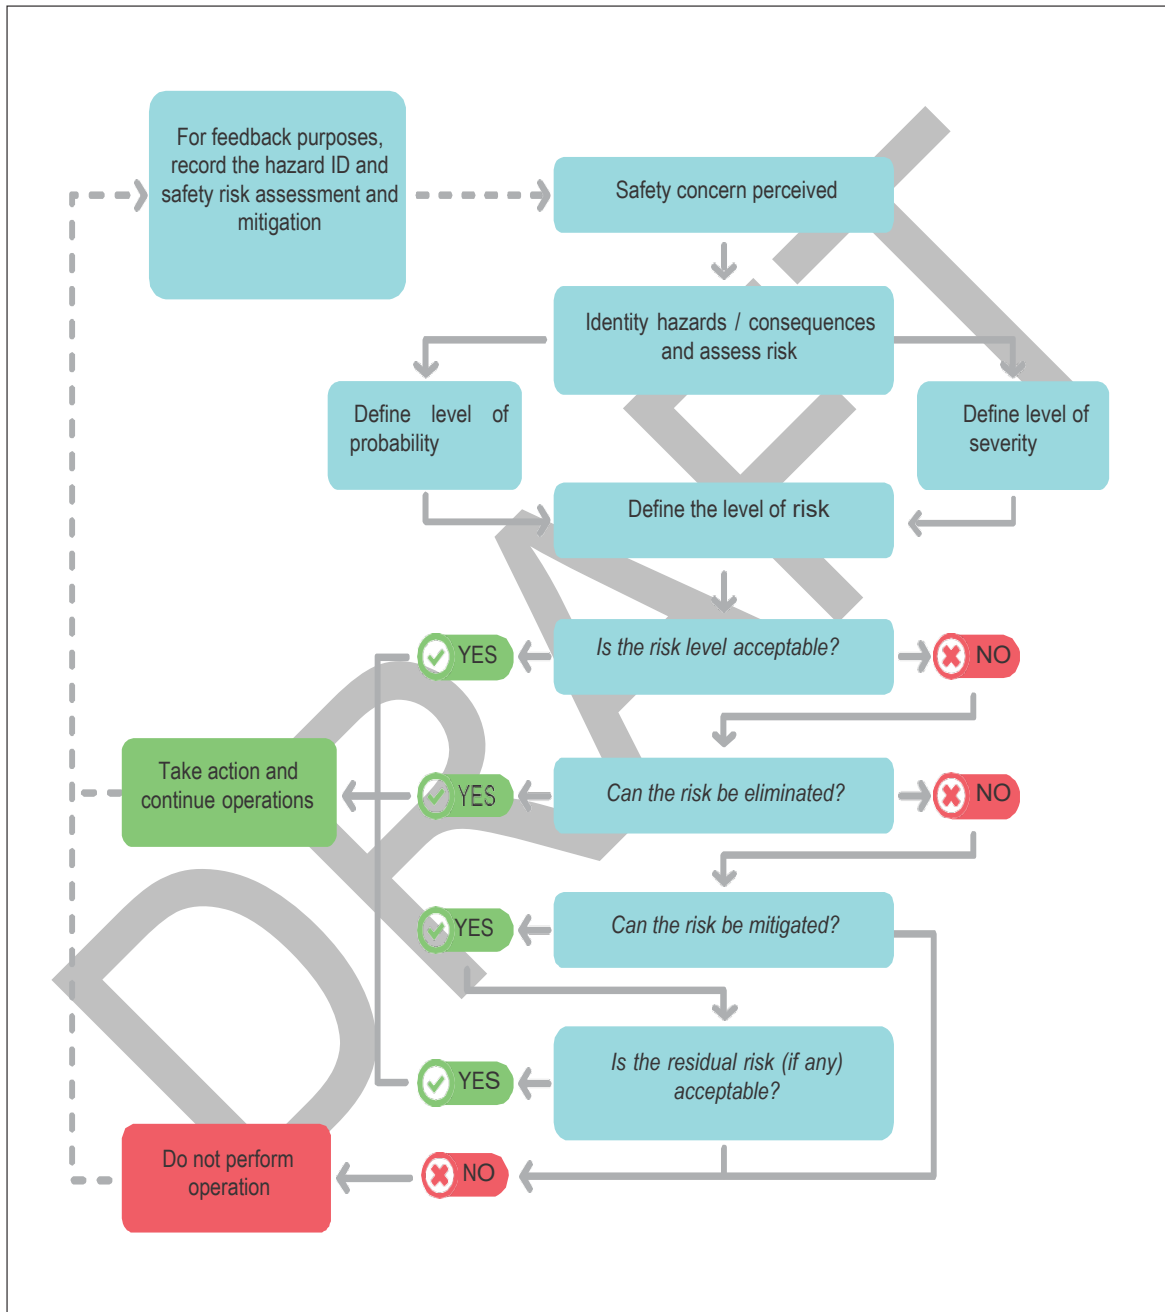 For feedback purposes,
record the hazard ID and
safety risk assessment and
mitigation
Safety concern perceived
Identity hazards / consequences
and assess risk
Define level of
probability
Define level of
severity
Define the level of risk
Is the risk level acceptable?
YES
NO
Take action and
continue operations
Can the risk be eliminated?
YES
NO
Can the risk be mitigated?
YES
Is the residual risk (if any)
acceptable?
YES
Do not perform
operation
NO
DRAFT